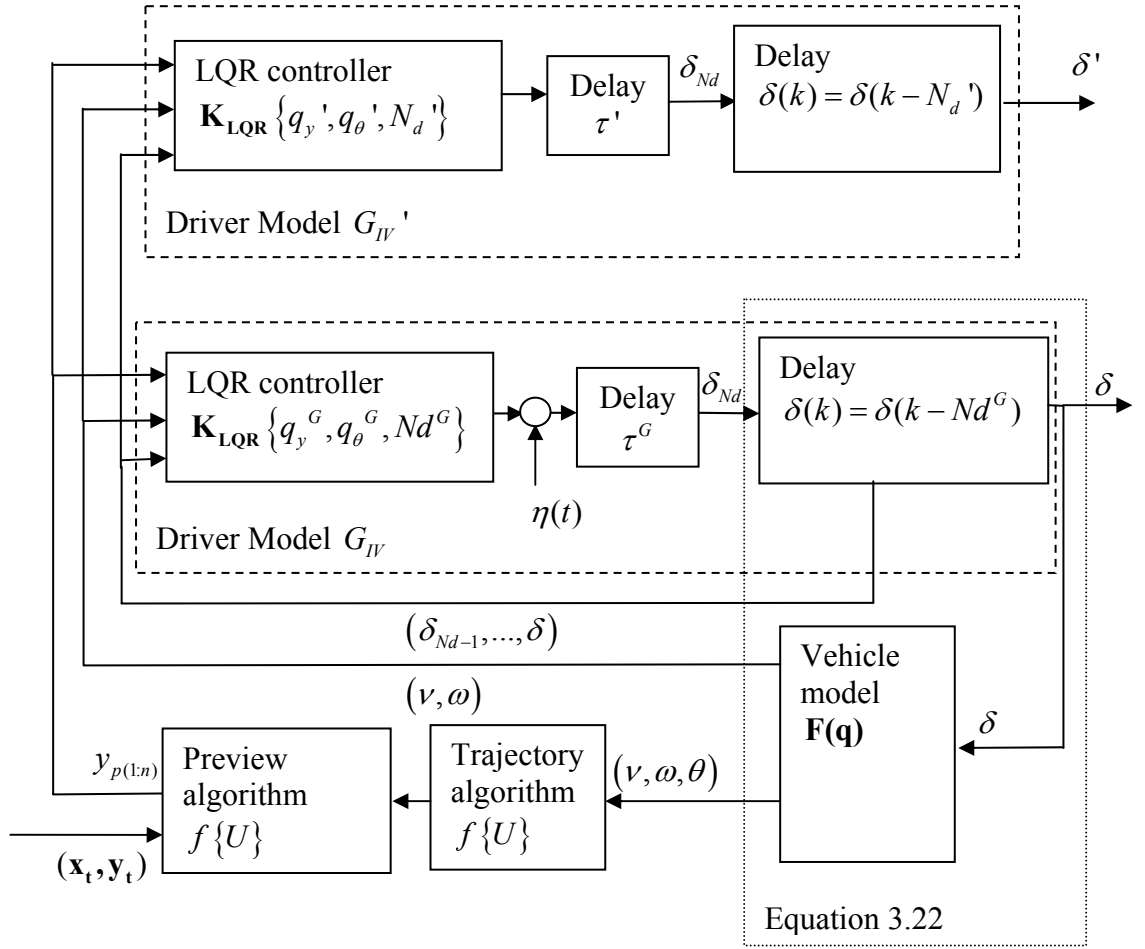 LQR controller
K_LQR {q_y', q_θ', N_d'}
Delay
τ'
δ_Nd
Delay
δ(k) = δ(k − N_d')
δ'
Driver Model G_IV'
LQR controller
K_LQR {q_y^G, q_θ^G, Nd^G}
η(t)
Delay
τ^G
δ_Nd
Delay
δ(k) = δ(k − Nd^G)
δ
Driver Model G_IV
(δ_{Nd−1},...,δ)
(ν, ω)
Vehicle
model
F(q)
δ
(ν, ω, θ)
Trajectory
algorithm
f{U}
Preview
algorithm
f{U}
y_p(1:n)
(x_t, y_t)
Equation 3.22